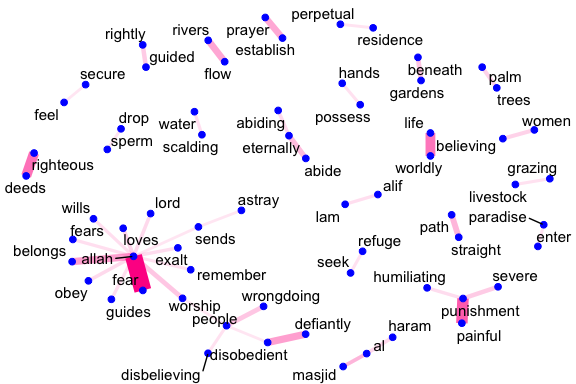 perpetual
rightly
rivers
prayer
establish
residence
guided
flow
secure
hands
beneath
palm
feel
possess
gardens
trees
drop
water
abiding
life
women
sperm
scalding
eternally
believing
righteous
abide
worldly
grazing
deeds
alif
livestock
wills
lord
astray
lam
path
paradise
fears
loves
sends
refuge
straight
enter
belongs
allah
exalt
seek
humiliating
severe
obey
fear
remember
guides
worship
wrongdoing
punishment
people
defiantly
haram
painful
disobedient
al
disbelieving
masjid